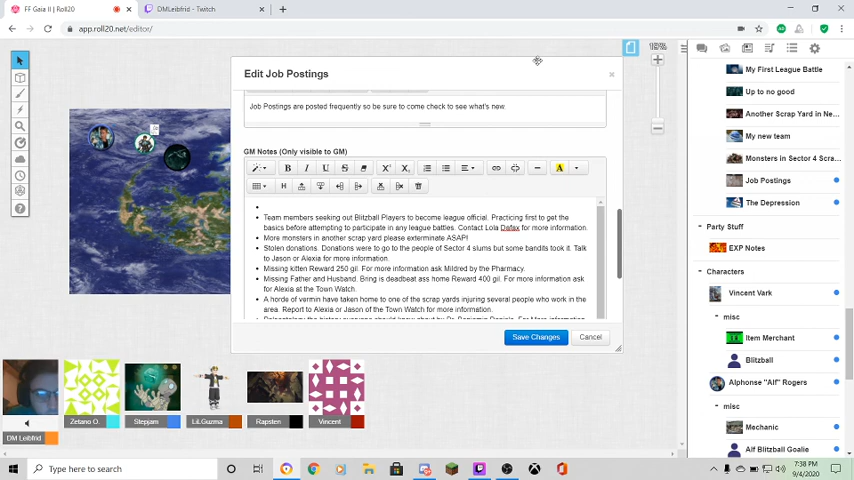 FF Gaia II | Roll20
DMLeibfrid - Twitch
app.roll20.net/editor/
18%
Edit Job Postings
Job Postings are posted frequently so be sure to come check to see what's new.
GM Notes (Only visible to GM)
B I U S
A
H
Team members seeking out Blitzball Players to become league official. Practicing first to get the
basics before attempting to participate in any league battles. Contact Lola Dafax for more information.
More monsters in another scrap yard please exterminate ASAP!
Stolen donations. Donations were to go to the people of Sector 4 slums but some bandits took it. Talk
to Jason or Alexia for more information.
Missing kitten Reward 250 gil. For more information ask Mildred by the Pharmacy.
Missing Father and Husband. Bring is deadbeat ass home Reward 400 gil. For more information ask
for Alexia at the Town Watch.
A horde of vermin have taken home to one of the scrap yards injuring several people who work in the
area. Report to Alexia or Jason of the Town Watch for more information.
Save Changes
Cancel
My First League Battle
Up to no good
Another Scrap Yard in Ne...
My new team
Monsters in Sector 4 Scra...
Job Postings
The Depression
Party Stuff
EXP Notes
Characters
Vincent Vark
misc
Item Merchant
Blitzball
Alphonse "Alf" Rogers
misc
Mechanic
Alf Blitzball Goalie
DM Leibfrid
Zetano O.
Stepjam
LiLGuzma
Rapsten
Vincent
Type here to search
7:38 PM
9/4/2020